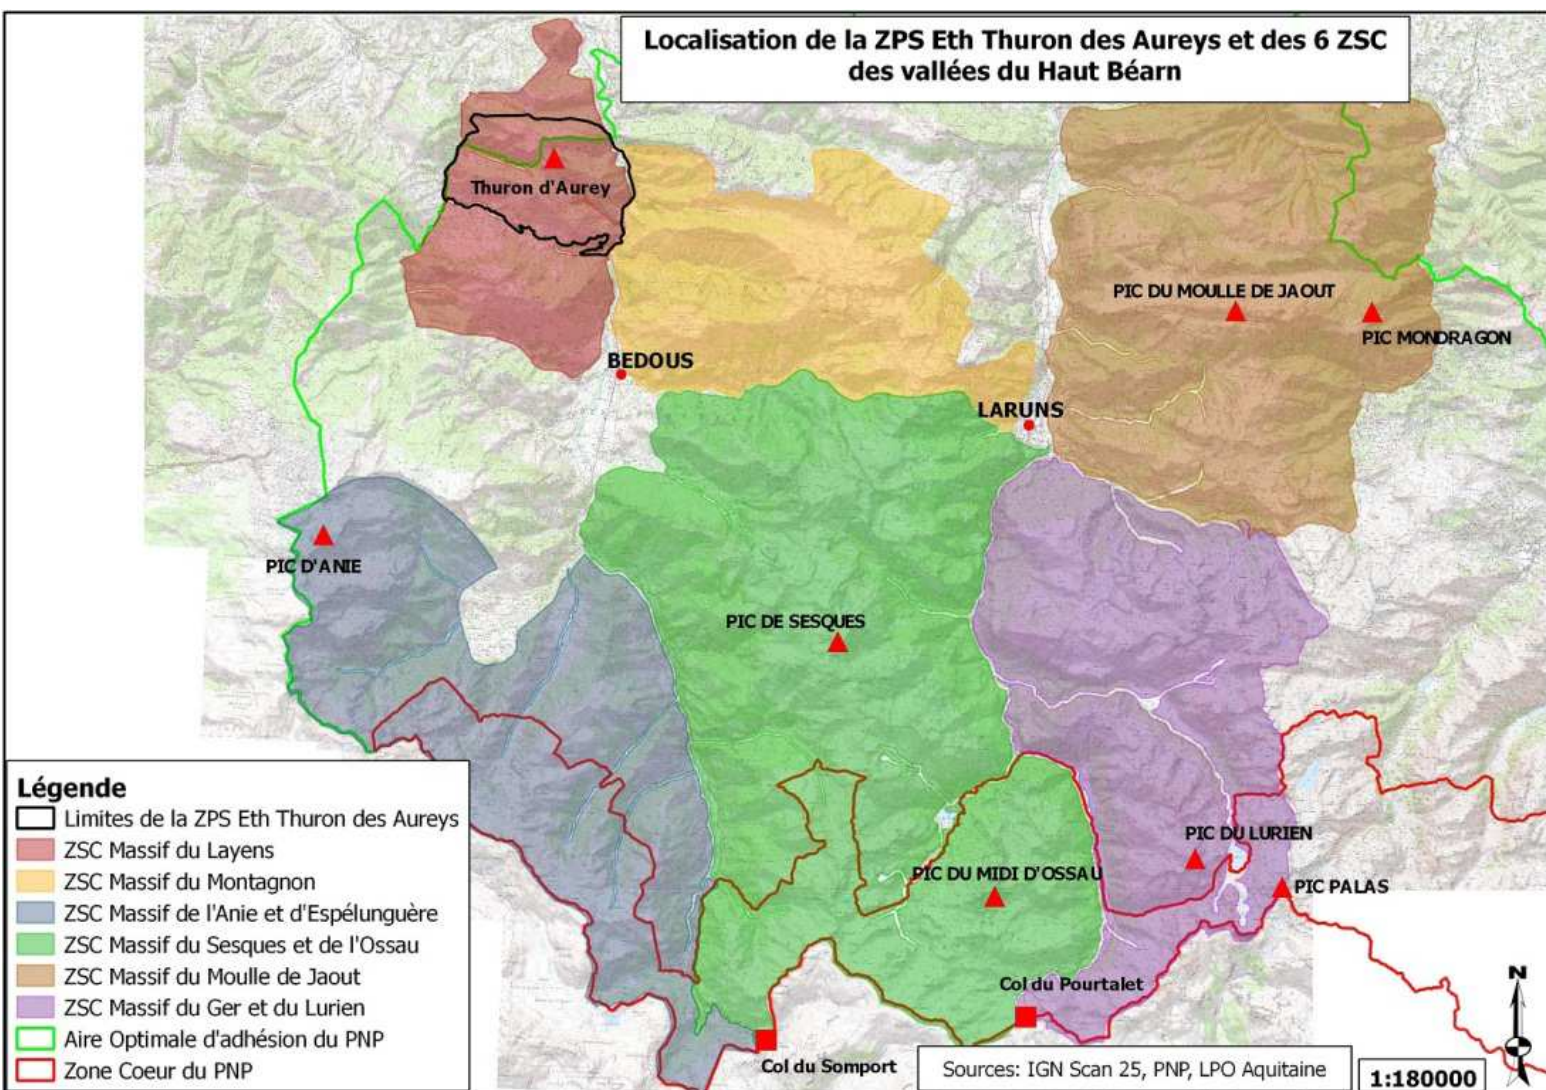 Localisation de la ZPS Eth Thuron des Aureys et des 6 ZSC
des vallées du Haut Béarn
Thuron d'Aurey
PIC DU MOULLE DE JAOUT
PIC MONDRAGON
BEDOUS
LARUNS
PIC D'ANIE
PIC DE SESQUES
PIC DU LURIEN
PIC DU MIDI D'OSSAU
PIC PALAS
Col du Pourtalet
Col du Somport
Légende
Limites de la ZPS Eth Thuron des Aureys
ZSC Massif du Layens
ZSC Massif du Montagnon
ZSC Massif de l'Anie et d'Espélunguère
ZSC Massif du Sesques et de l'Ossau
ZSC Massif du Moulle de Jaout
ZSC Massif du Ger et du Lurien
Aire Optimale d'adhésion du PNP
Zone Coeur du PNP
N
Sources: IGN Scan 25, PNP, LPO Aquitaine
1:180000